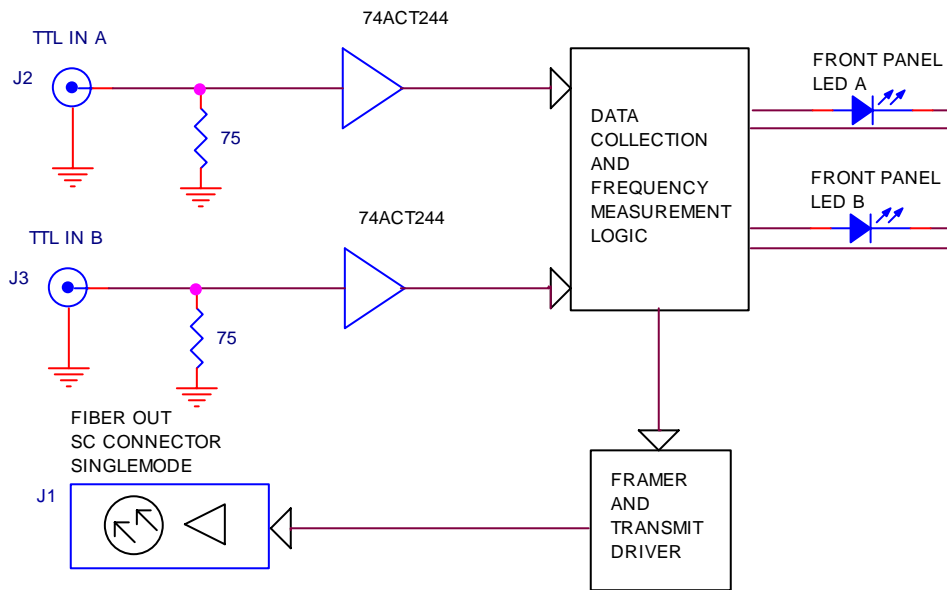 74ACT244
TTL IN A
J2
75
DATA
COLLECTION
AND
FREQUENCY
MEASUREMENT
LOGIC
FRONT PANEL
LED A
FRONT PANEL
LED B
74ACT244
TTL IN B
J3
75
FIBER OUT
SC CONNECTOR
SINGLEMODE
J1
FRAMER
AND
TRANSMIT
DRIVER